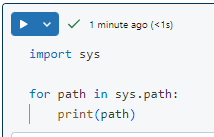 1 minute ago (<1s)
import sys
for path in sys.path:
    print(path)